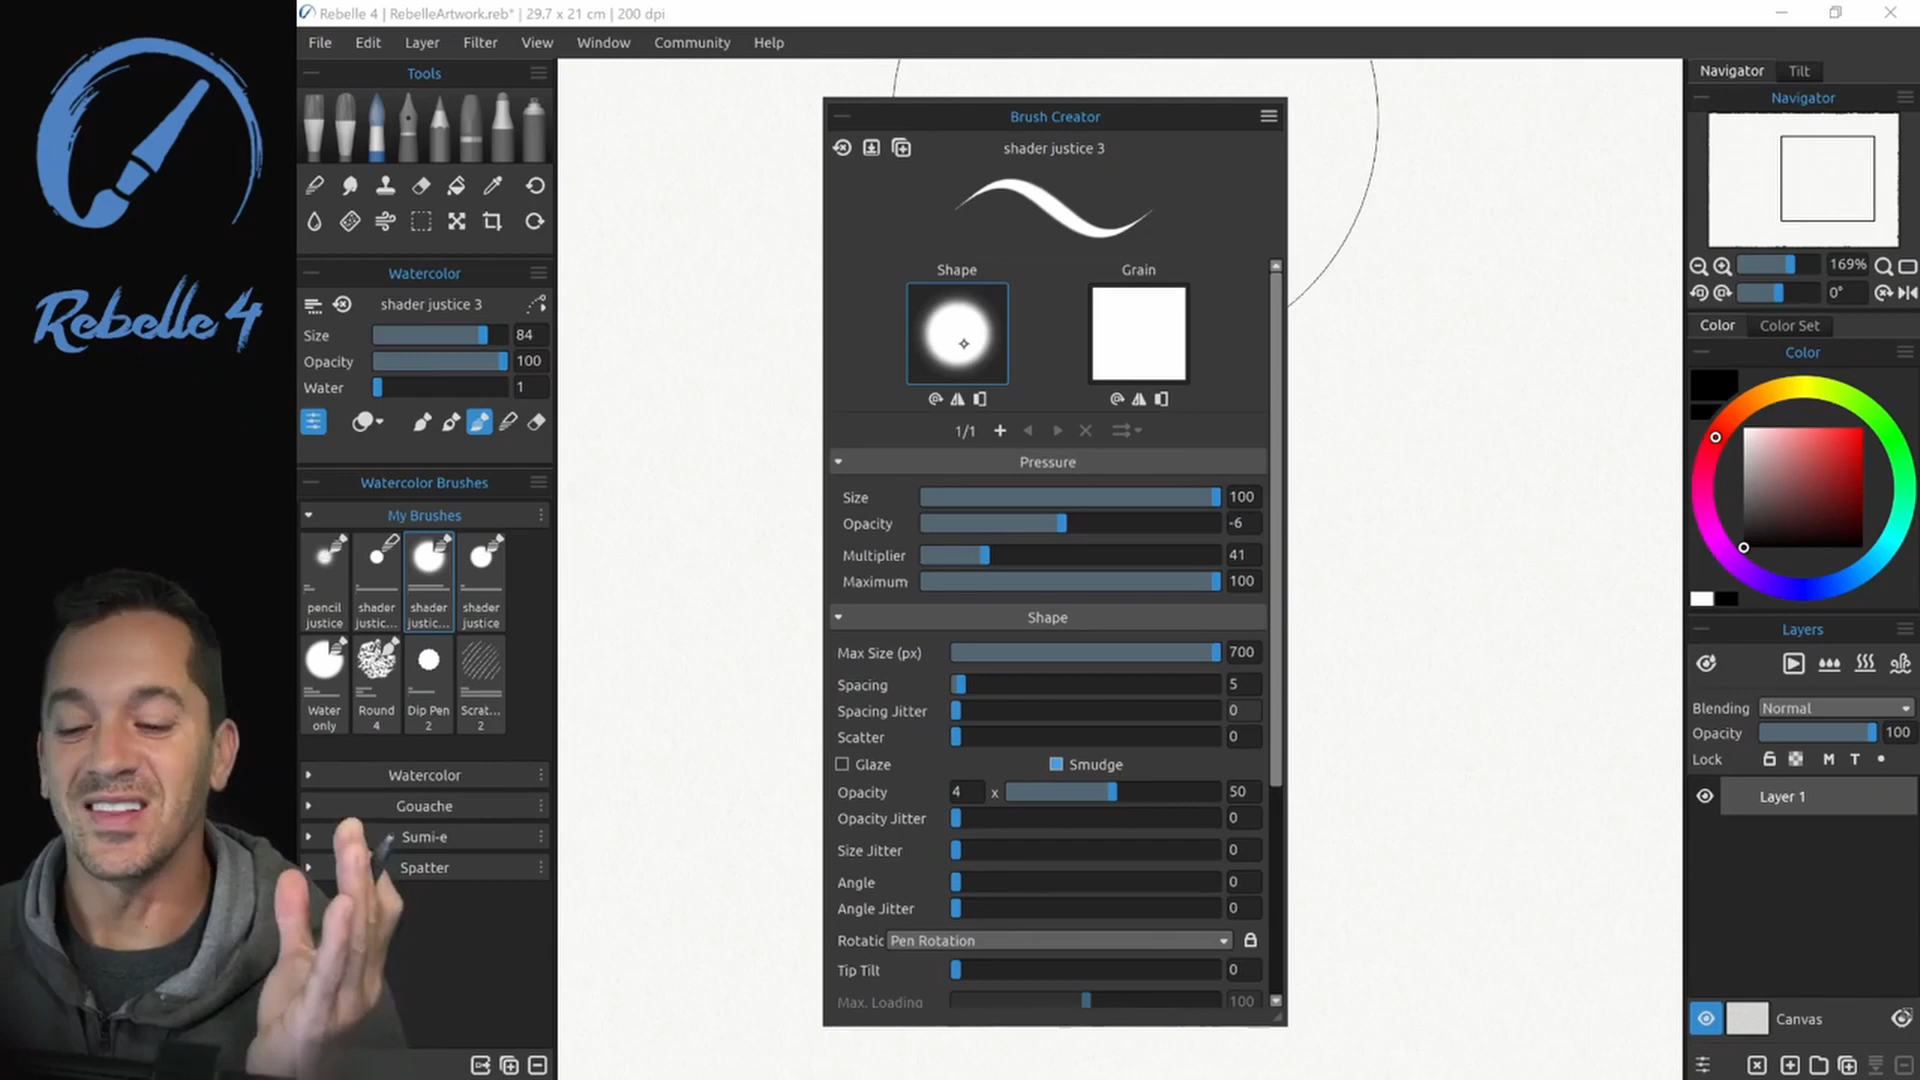 Rebelle 4 | RebelleArtwork.reb* | 29.7 x 21 cm | 200 dpi
File Edit Layer Filter View Window Community Help
Rebelle 4
Tools
Watercolor
shader justice 3
Size 84
Opacity 100
Water 1
Watercolor Brushes
My Brushes
pencil justice
shader justic...
shader justic...
shader justice
Water only
Round 4
Dip Pen 2
Scrat... 2
Watercolor
Gouache
Sumi-e
Spatter
Brush Creator
shader justice 3
Shape Grain
1/1
Pressure
Size 100
Opacity -6
Multiplier 41
Maximum 100
Shape
Max Size (px) 700
Spacing 5
Spacing Jitter 0
Scatter 0
Glaze Smudge
Opacity 4 x 50
Opacity Jitter 0
Size Jitter 0
Angle 0
Angle Jitter 0
Rotatic Pen Rotation
Tip Tilt 0
Max. Loading 100
Navigator Tilt
Navigator
169%
0°
Color Color Set
Color
Layers
Blending Normal
Opacity 100
Lock M T
Layer 1
Canvas